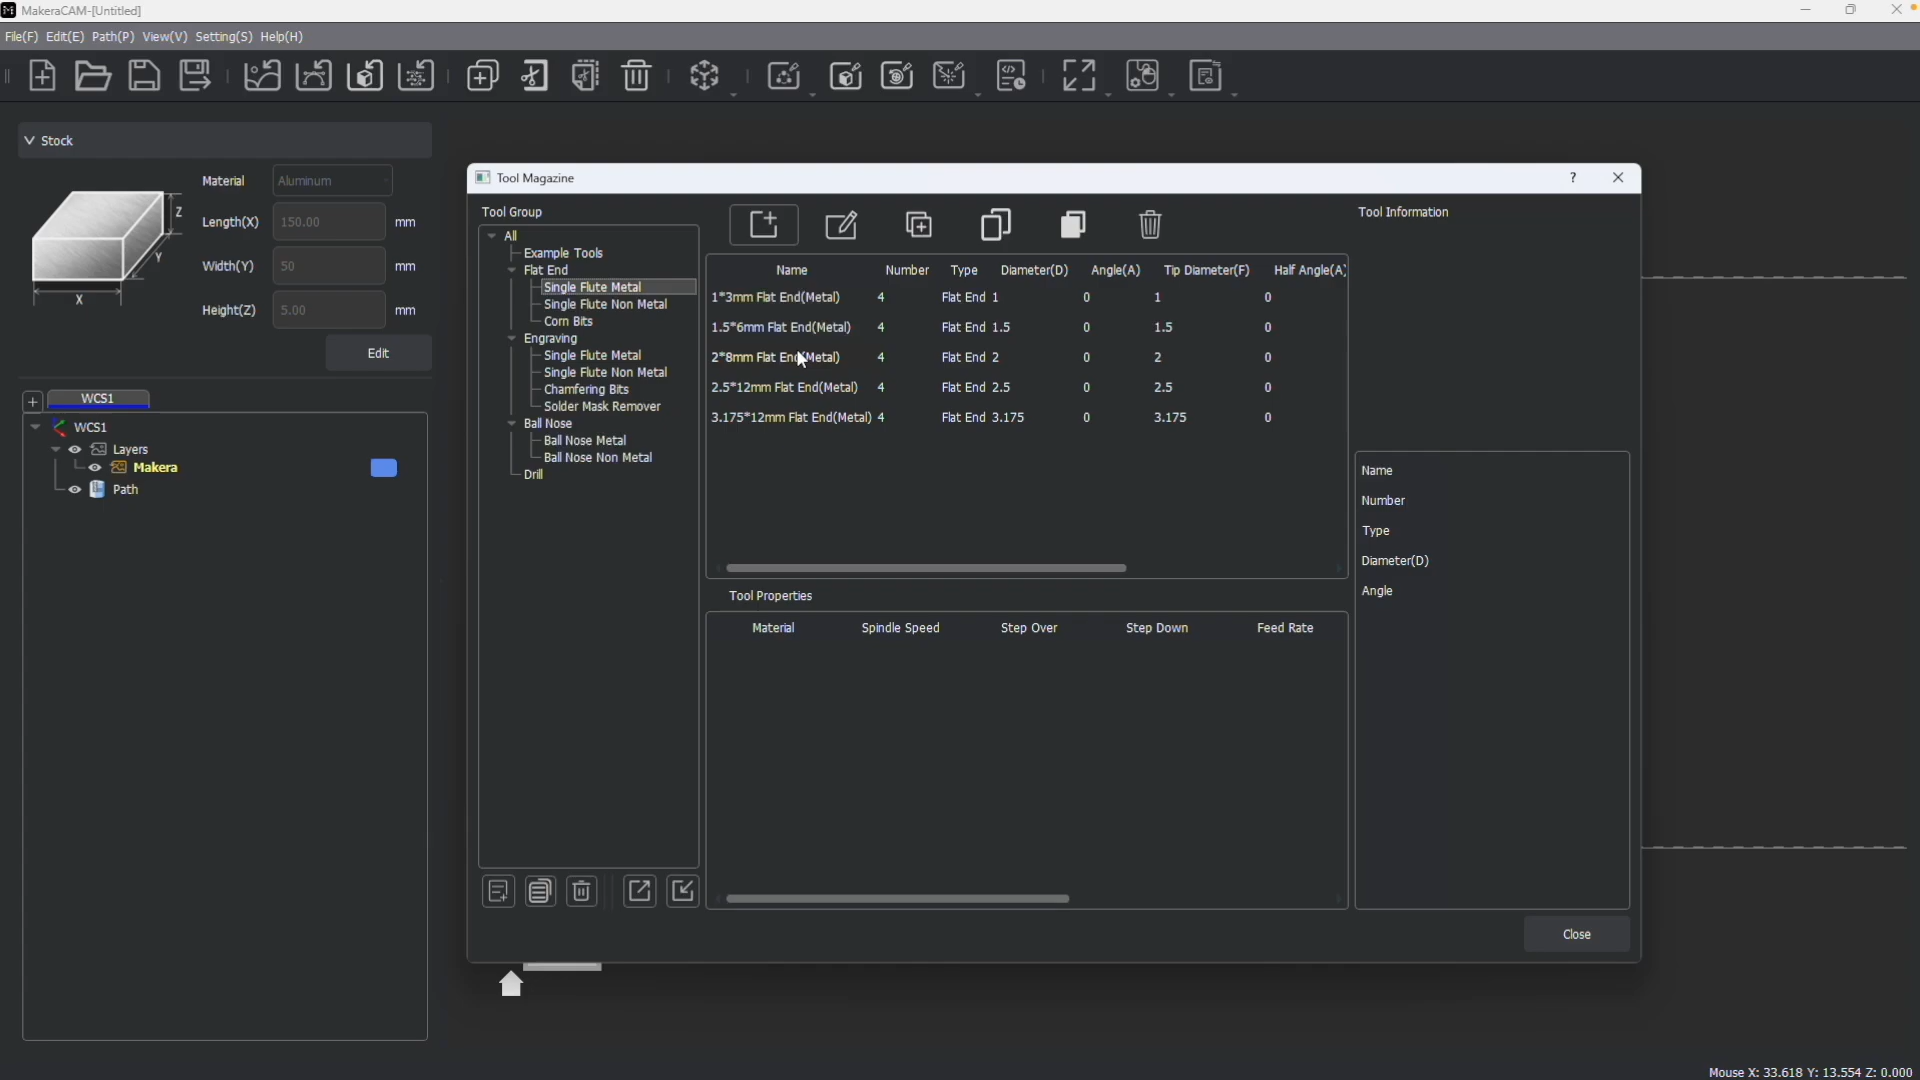 MakeraCAM-[Untitled]
File(F) Edit(E) Path(P) View(V) Setting(S) Help(H)
Stock
Material Aluminum
Length(X) 150.00 mm
Width(Y) 50 mm
Height(Z) 5.00 mm
Z
Y
X
Edit
WCS1
WCS1
Layers
Makera
Path
Tool Magazine
Tool Group
All
Example Tools
Flat End
Single Flute Metal
Single Flute Non Metal
Corn Bits
Engraving
Single Flute Metal
Single Flute Non Metal
Chamfering Bits
Solder Mask Remover
Ball Nose
Ball Nose Metal
Ball Nose Non Metal
Drill
Name Number Type Diameter(D) Angle(A) Tip Diameter(F) Half Angle(A)
1*3mm Flat End(Metal) 4 Flat End 1 0 1 0
1.5*6mm Flat End(Metal) 4 Flat End 1.5 0 1.5 0
2*8mm Flat End(Metal) 4 Flat End 2 0 2 0
2.5*12mm Flat End(Metal) 4 Flat End 2.5 0 2.5 0
3.175*12mm Flat End(Metal) 4 Flat End 3.175 0 3.175 0
Tool Properties
Material Spindle Speed Step Over Step Down Feed Rate
Tool Information
Name
Number
Type
Diameter(D)
Angle
Close
Mouse X: 33.618 Y: 13.554 Z: 0.000